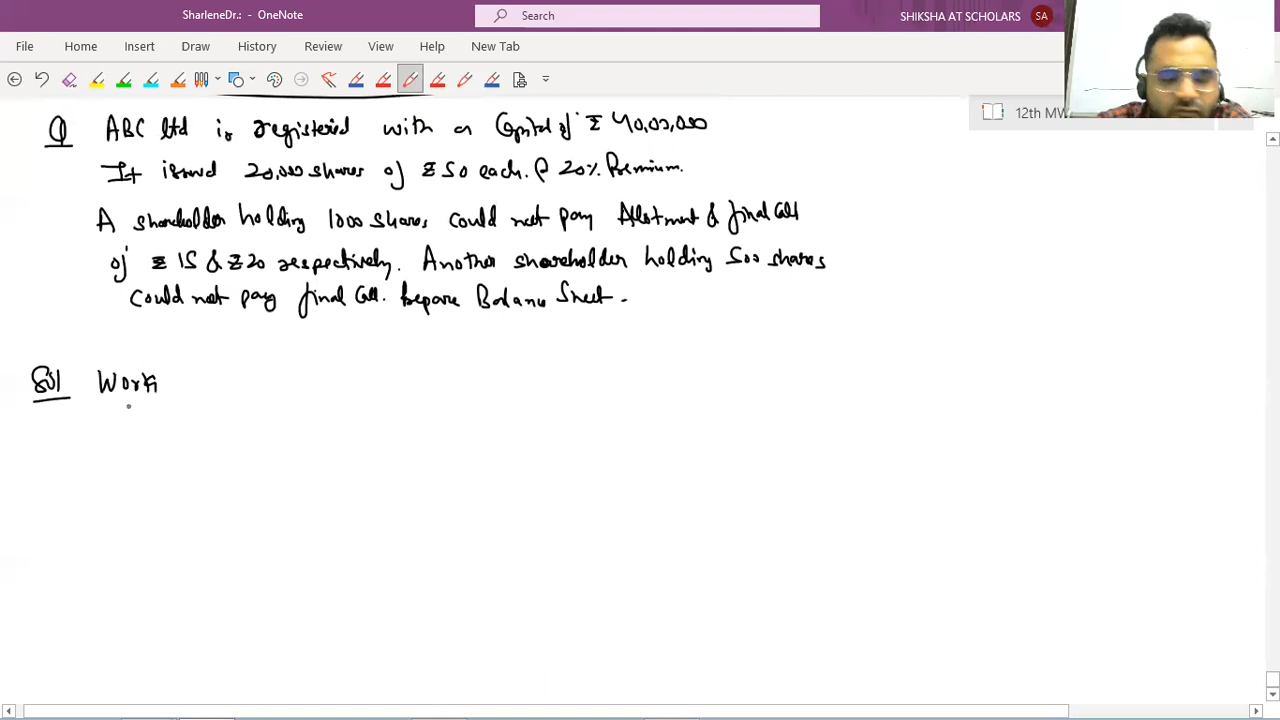 SharleneDr.: - OneNote
Search
SHIKSHA AT SCHOLARS SA
File Home Insert Draw History Review View Help New Tab
12th MW
Q ABC Ltd is registered with a Capital of ₹ 40,00,000
It issued 20,000 shares of ₹ 50 each. @ 20% Premium.
A shareholder holding 1000 shares could not pay Allotment & final Call
of ₹ 15 & ₹ 20 respectively. Another shareholder holding 500 shares
could not pay final Call. Prepare Balance Sheet.
Sol Worki